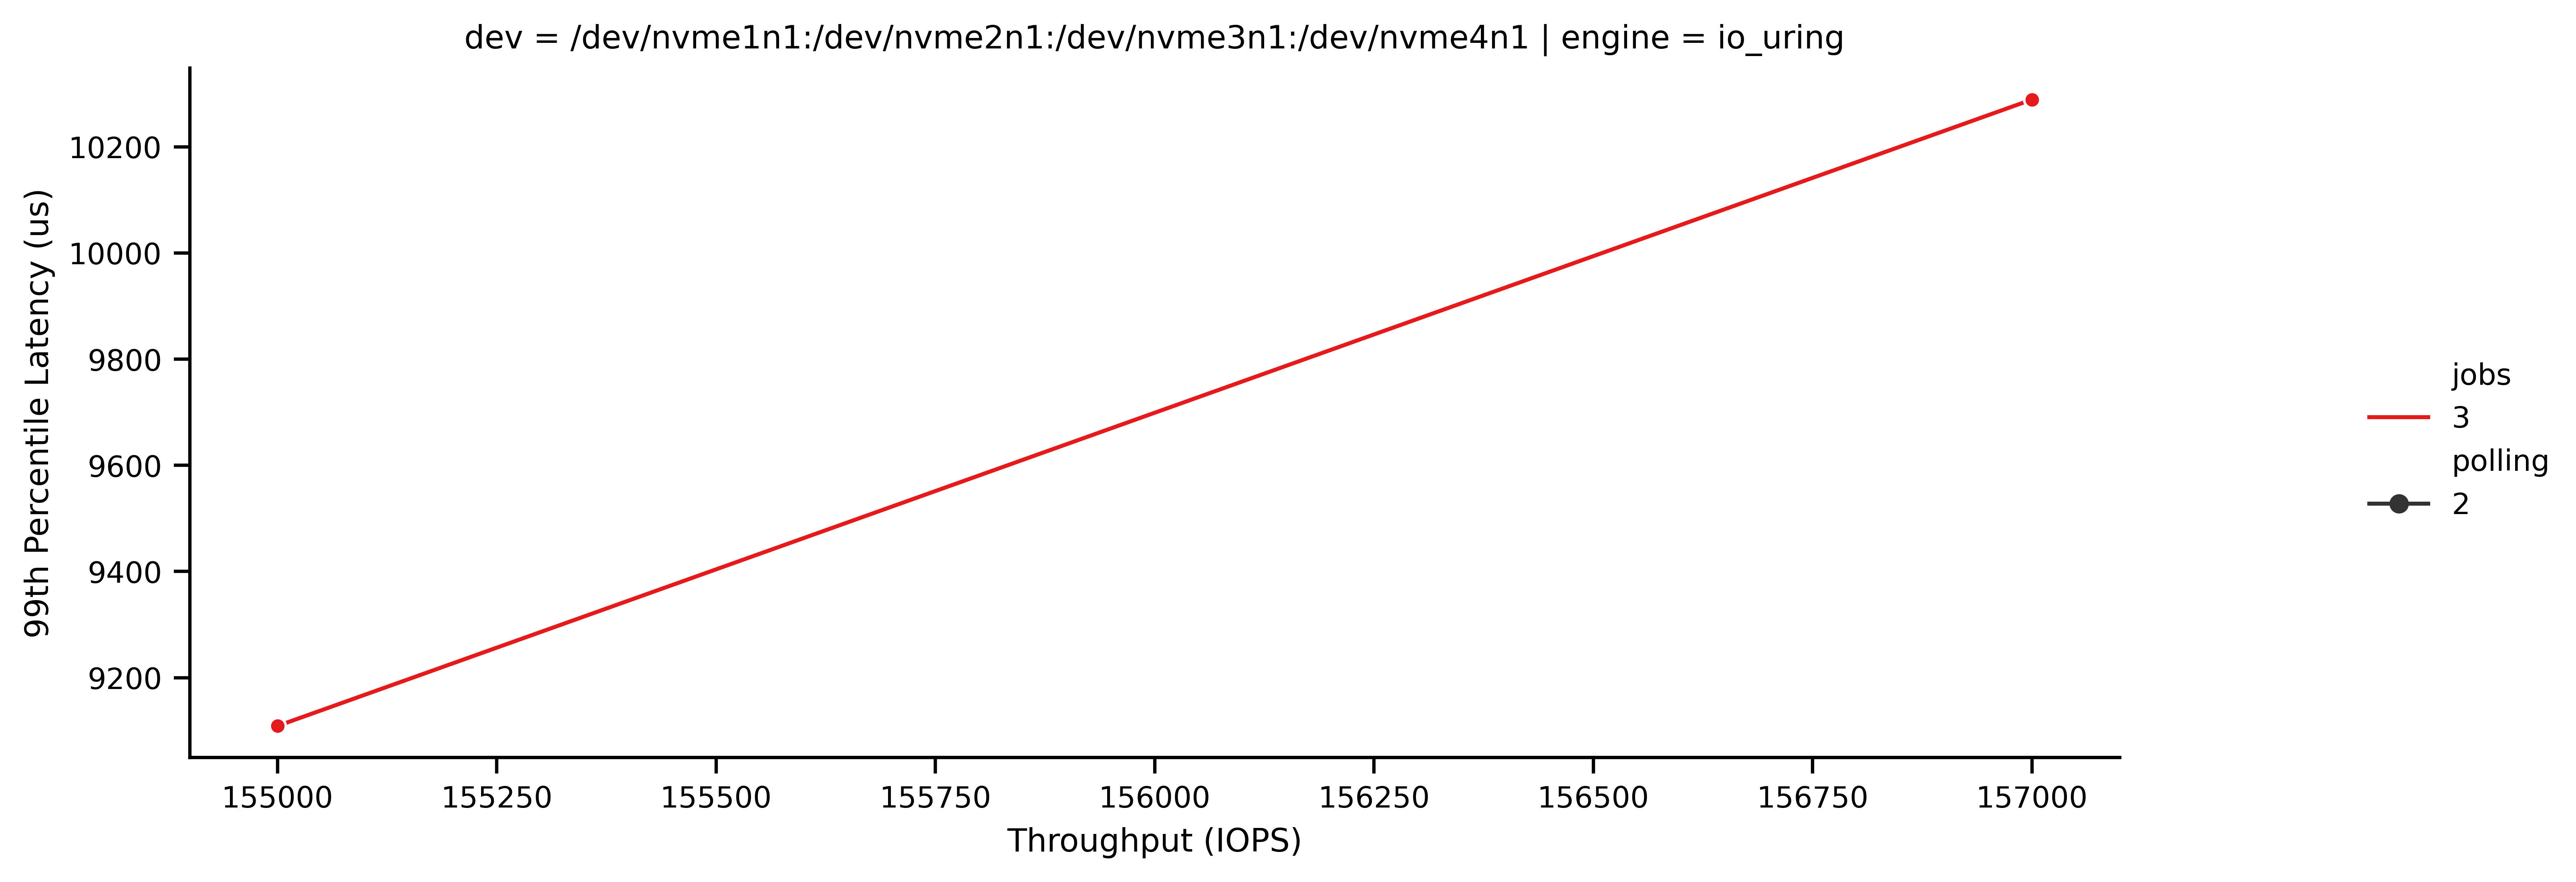 dev = /dev/nvme1n1:/dev/nvme2n1:/dev/nvme3n1:/dev/nvme4n1 | engine = io_uring
99th Percentile Latency (us)
10200
10000
9800
9600
9400
9200
155000 155250 155500 155750 156000 156250 156500 156750 157000
Throughput (IOPS)
jobs
3
polling
2